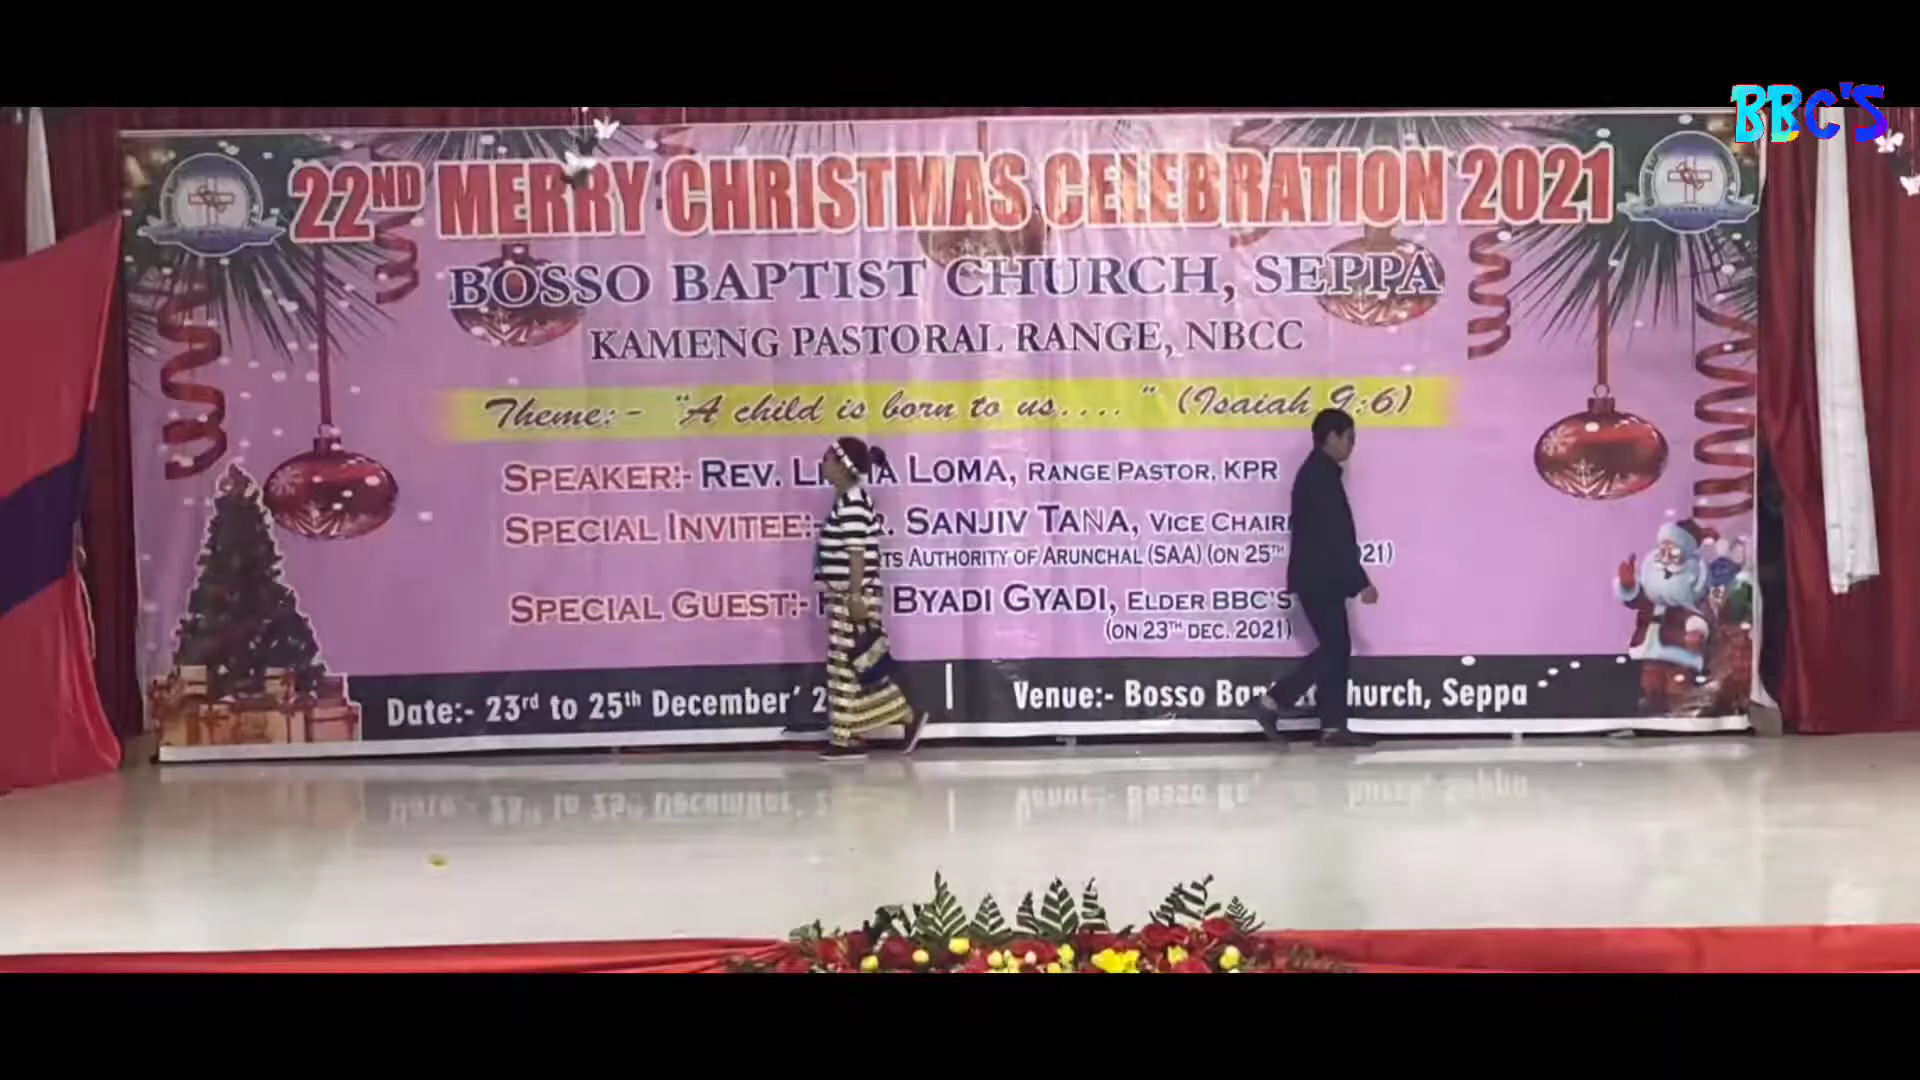 BBC'S
22ND MERRY CHRISTMAS CELEBRATION 2021
BOSSO BAPTIST CHURCH, SEPPA
KAMENG PASTORAL RANGE, NBCC
Theme:- "A child is born to us...." (Isaiah 9:6)
SPEAKER:- REV. LOMA, RANGE PASTOR, KPR
SPECIAL INVITEE:- SANJIV TANA, VICE
AUTHORITY OF ARUNCHAL (SAA) (ON 25TH
SPECIAL GUEST:- BYADI GYADI, ELDER BBC'S
(ON 23TH DEC. 2021)
Date:- 23rd to 25th December'
Venue:- Bosso Church, Seppa